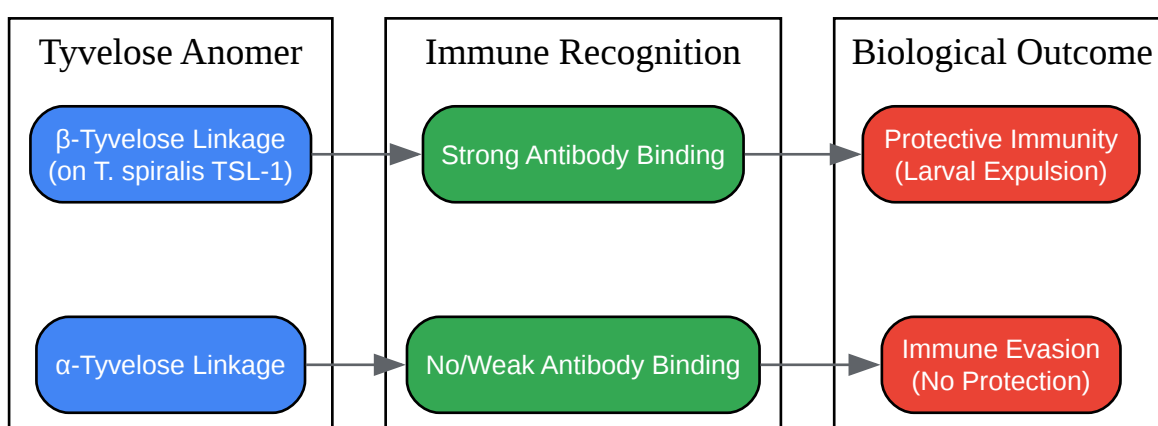 Tyvelose Anomer
Immune Recognition
Biological Outcome
β-Tyvelose Linkage
(on T. spiralis TSL-1)
Strong Antibody Binding
Protective Immunity
(Larval Expulsion)
α-Tyvelose Linkage
No/Weak Antibody Binding
Immune Evasion
(No Protection)